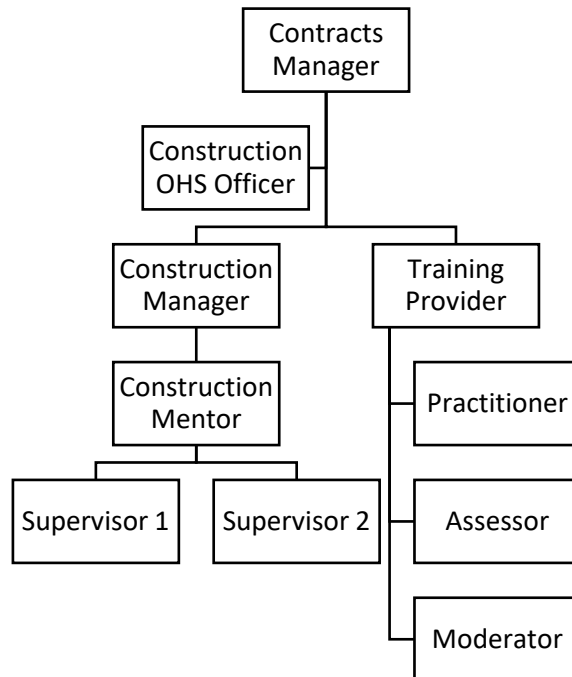 Contracts
Manager
Construction
OHS Officer
Construction
Manager
Training
Provider
Construction
Mentor
Practitioner
Supervisor 1
Supervisor 2
Assessor
Moderator